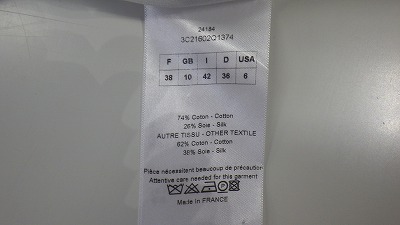 24184
3C21602Q1374
F GB I D USA
38 10 42 36 6
74% Coton - Cotton
26% Soie - Silk
AUTRE TISSU - OTHER TEXTILE
62% Coton - Cotton
38% Soie - Silk
Pièce nécessitant beaucoup de précaution
Attentive care needed for this garment
Made in FRANCE